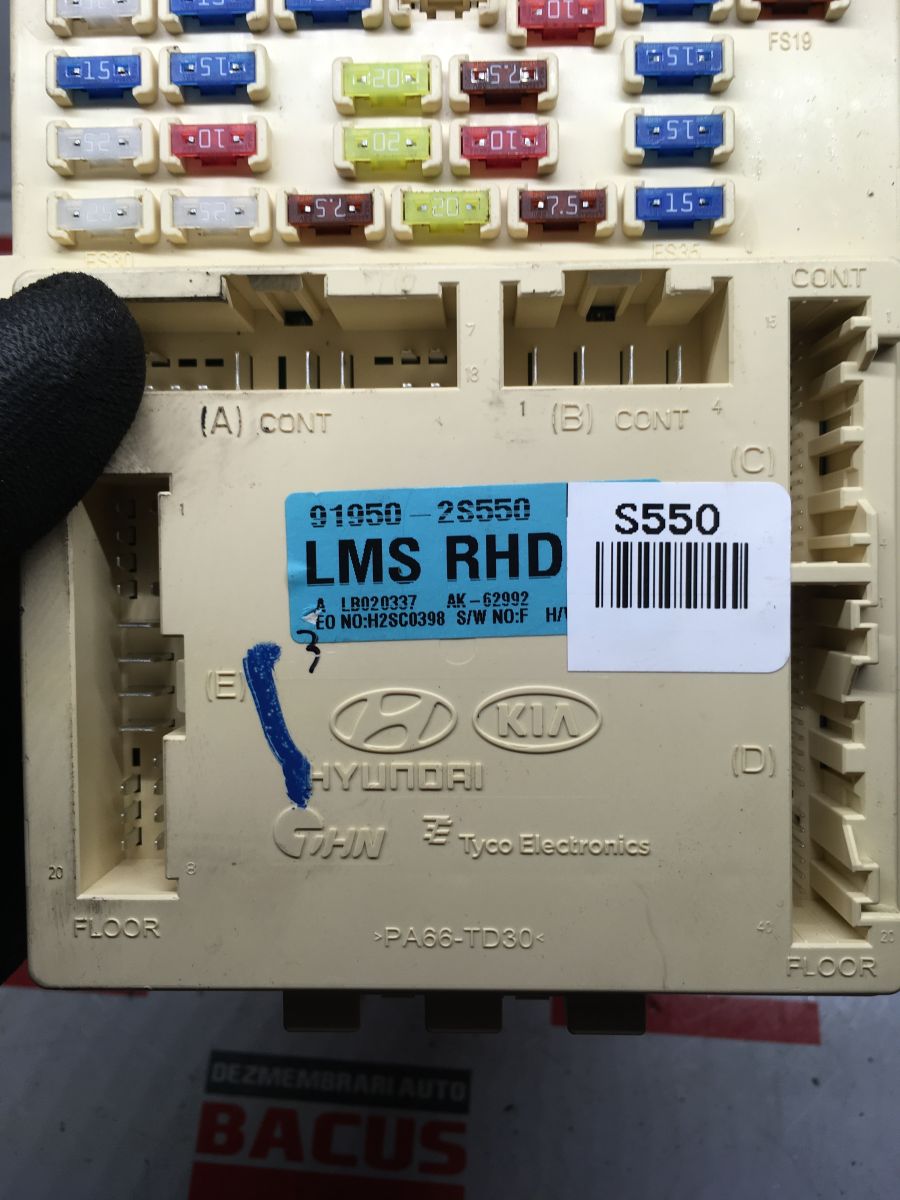 10
FS19
15 15 20 7.5 15
25 10 20 10 15
25 25 7.5 20 7.5 15
FS30 FS35
CONT
7
18
15
1
(A) CONT
1 (B) CONT 4
(C)
1
91950-2S550
LMS RHD
A LB020337 AK-62992
EO NO:H2SC0398 S/W NO:F H/
S550
3,
(E)
KIA
HYUNDAI
(D)
THN
Tyco Electronics
20
8
FLOOR
>PA66-TD30<
40
20
FLOOR
DEZMEMBRARI AUTO
BACUS